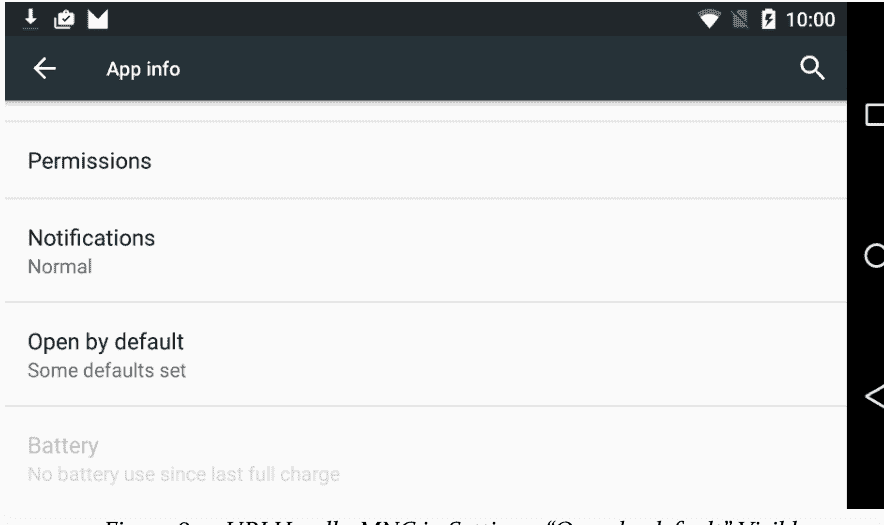 10:00
App info
Permissions
Notifications
Normal
Open by default
Some defaults set
Battery
No battery use since last full charge